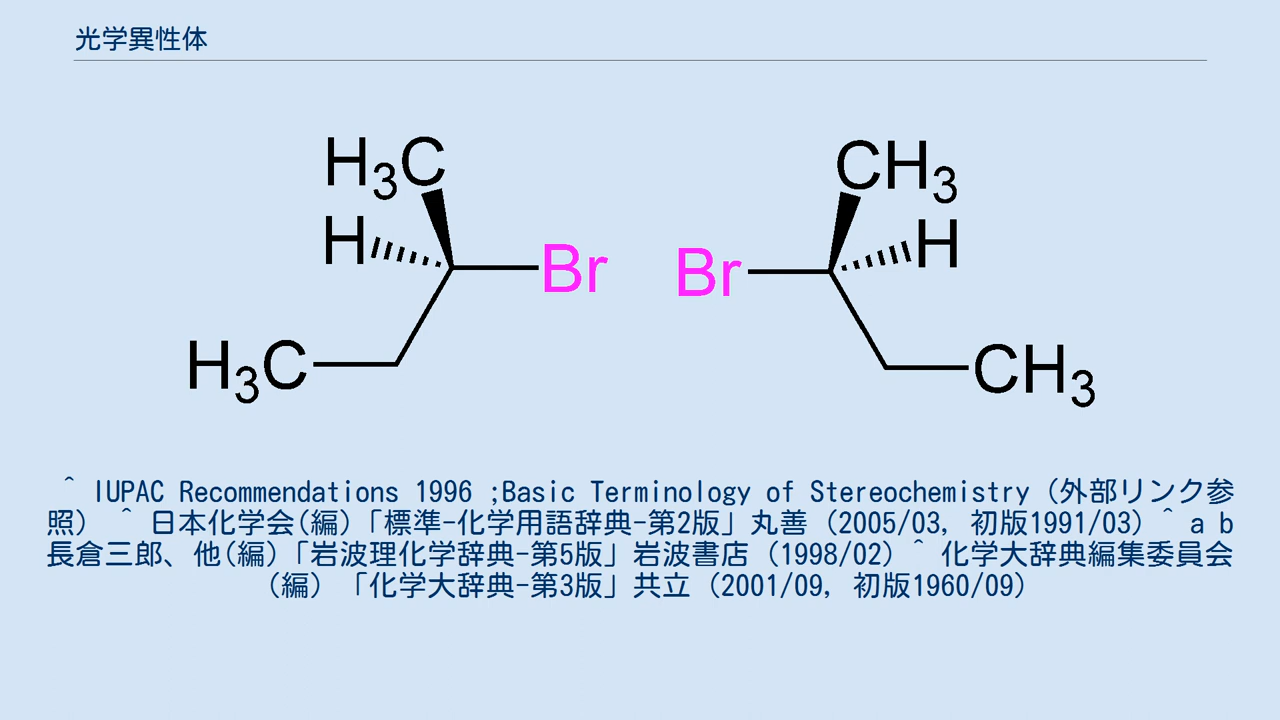 光学異性体
H3C CH3
H H
Br Br
H3C CH3
^ IUPAC Recommendations 1996 ;Basic Terminology of Stereochemistry（外部リンク参
照） ^ 日本化学会(編)「標準-化学用語辞典-第2版」丸善（2005/03, 初版1991/03）^ a b
長倉三郎、他(編)「岩波理化学辞典-第5版」岩波書店（1998/02）^ 化学大辞典編集委員会
（編）「化学大辞典-第3版」共立（2001/09, 初版1960/09）